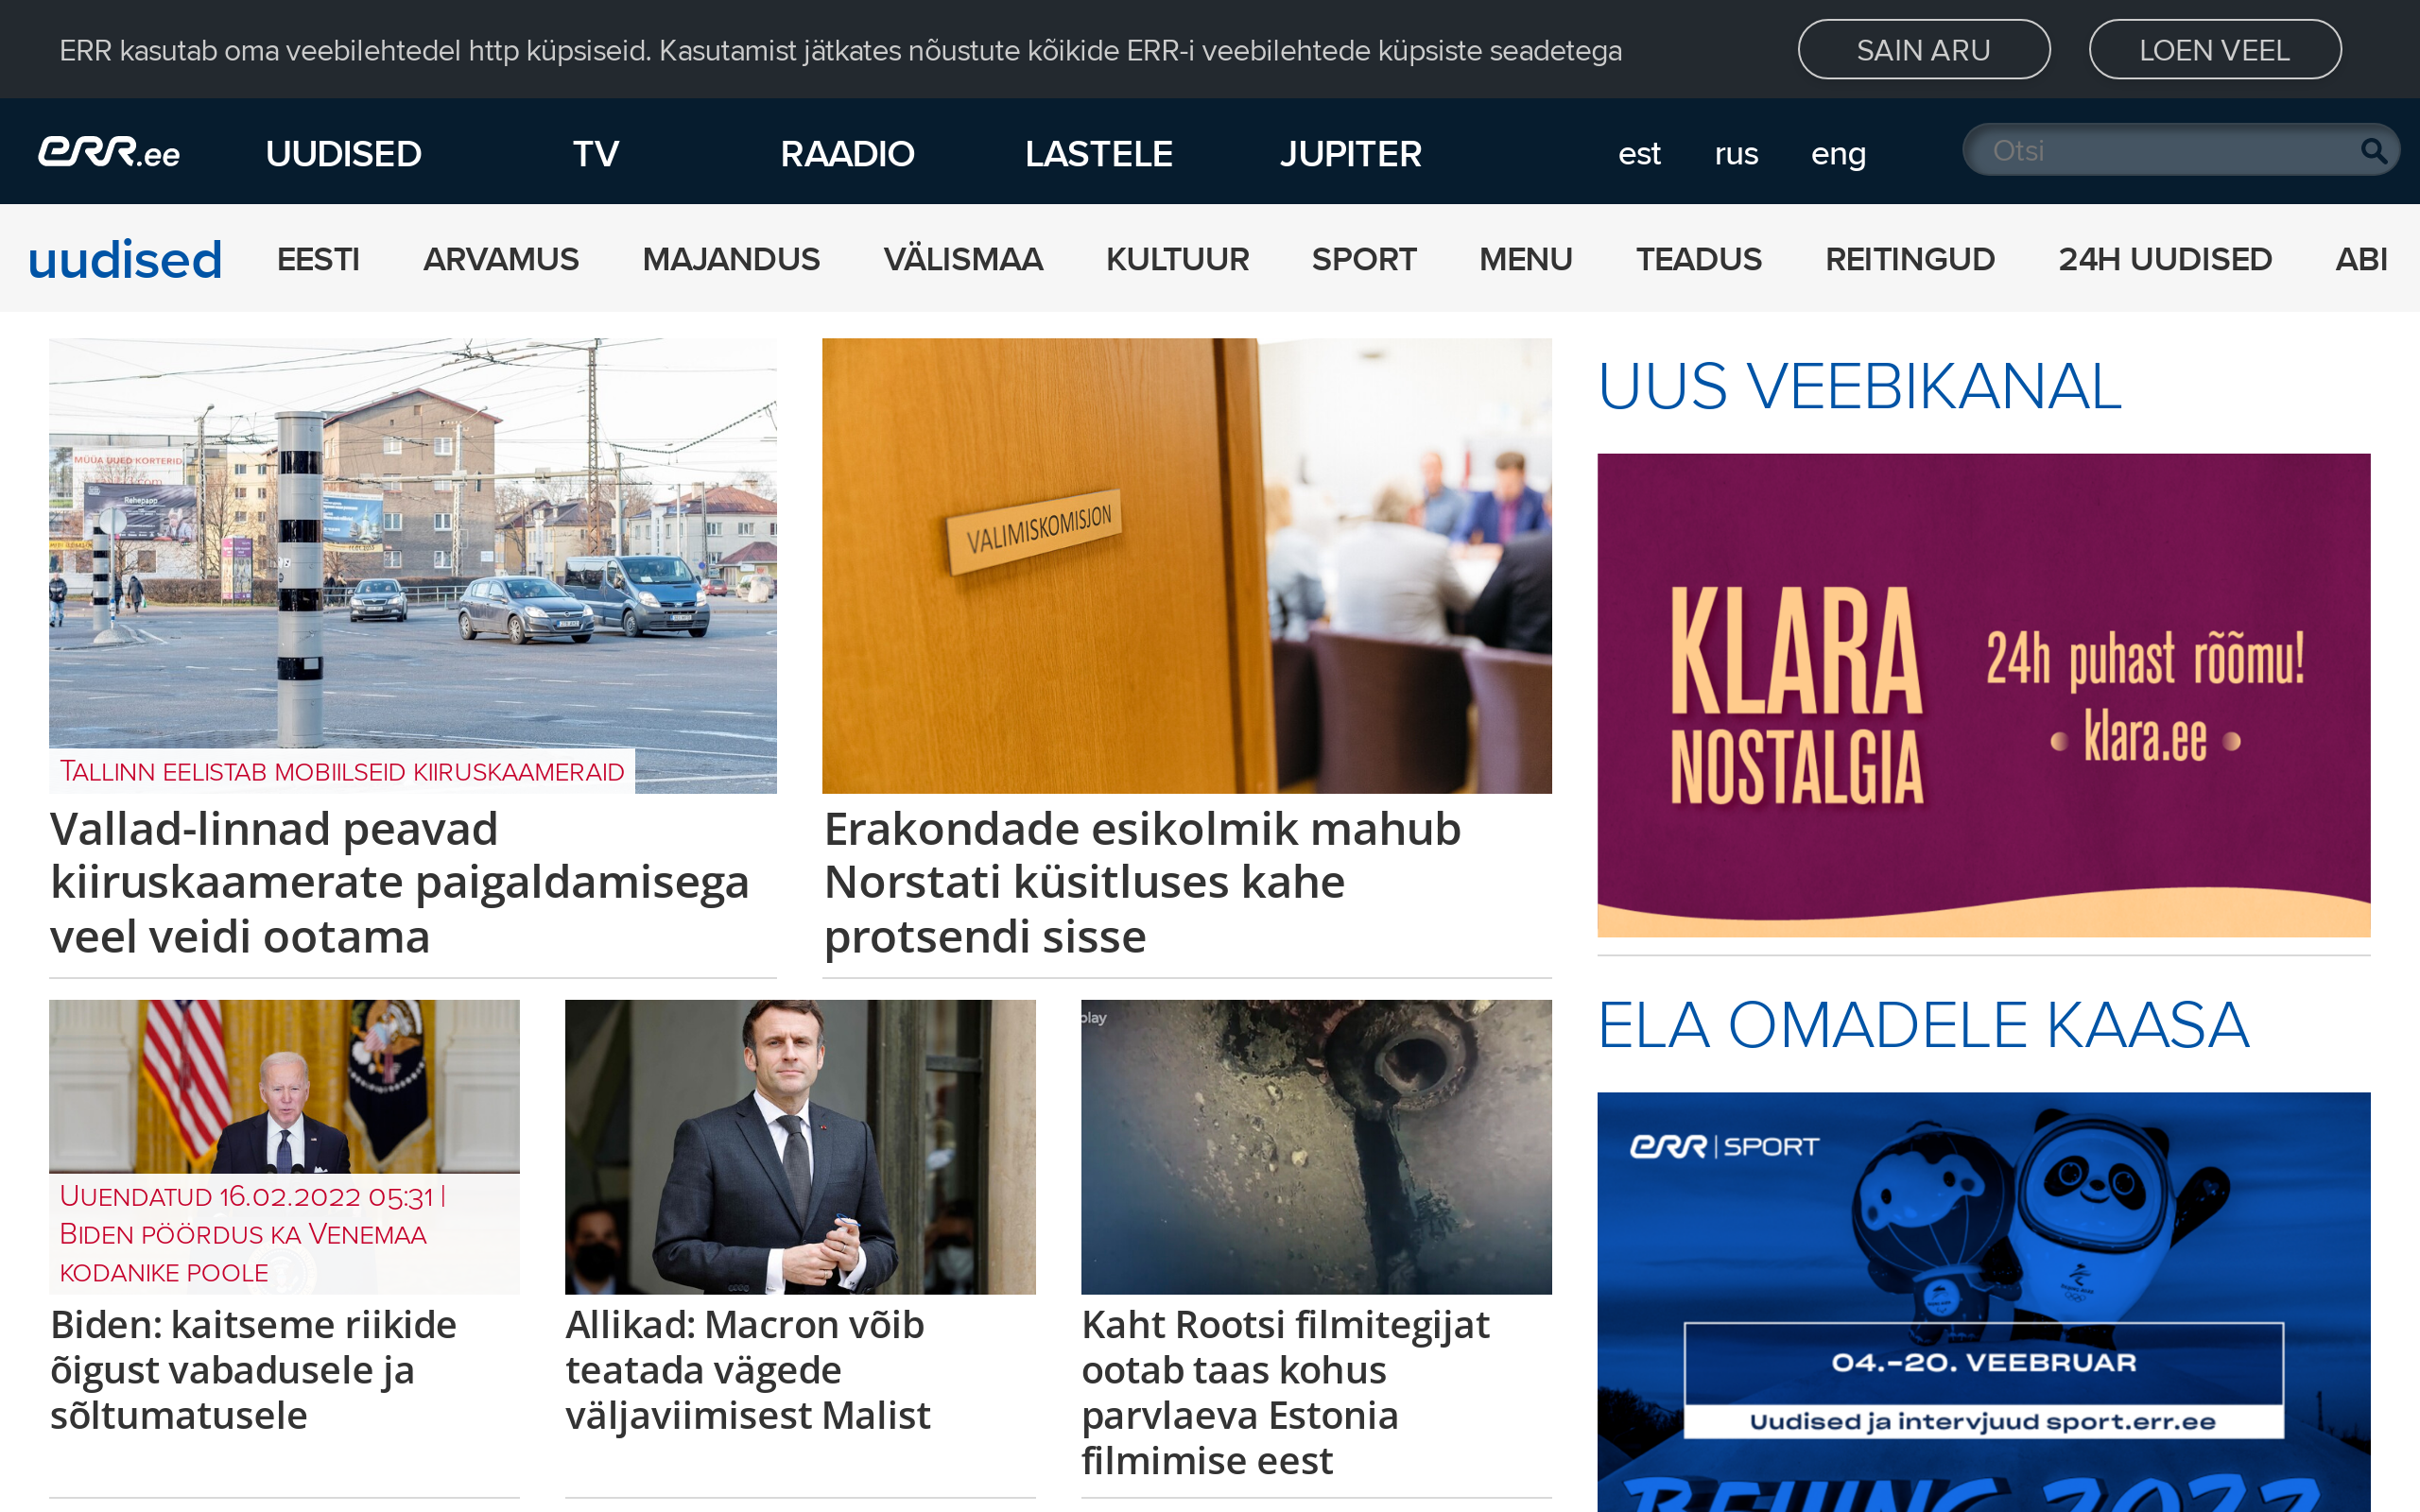 ERR kasutab oma veebilehtedel http küpsiseid. Kasutamist jätkates nõustute kõikide ERR-i veebilehtede küpsiste seadetega
SAIN ARU
LOEN VEEL
err.ee
UUDISED
TV
RAADIO
LASTELE
JUPITER
est
rus
eng
Otsi
uudised
EESTI
ARVAMUS
MAJANDUS
VÄLISMAA
KULTUUR
SPORT
MENU
TEADUS
REITINGUD
24H UUDISED
ABI
MÜÜA UUED KORTERID
Rehepapp
TALLINN EELISTAB MOBIILSEID KIIRUSKAAMERAID
Vallad-linnad peavad
kiiruskaamerate paigaldamisega
veel veidi ootama
VALIMISKOMISJON
Erakondade esikolmik mahub
Norstati küsitluses kahe
protsendi sisse
UUENDATUD 16.02.2022 05:31 |
BIDEN PÖÖRDUS KA VENEMAA
KODANIKE POOLE
Biden: kaitseme riikide
õigust vabadusele ja
sõltumatusele
Allikad: Macron võib
teatada vägede
väljaviimisest Malist
play
Kaht Rootsi filmitegijat
ootab taas kohus
parvlaeva Estonia
filmimise eest
UUS VEEBIKANAL
KLARA
NOSTALGIA
24h puhast rõõmu!
• klara.ee •
ELA OMADELE KAASA
err | SPORT
04.–20. VEEBRUAR
Uudised ja intervjuud sport.err.ee
BEIJING 2022